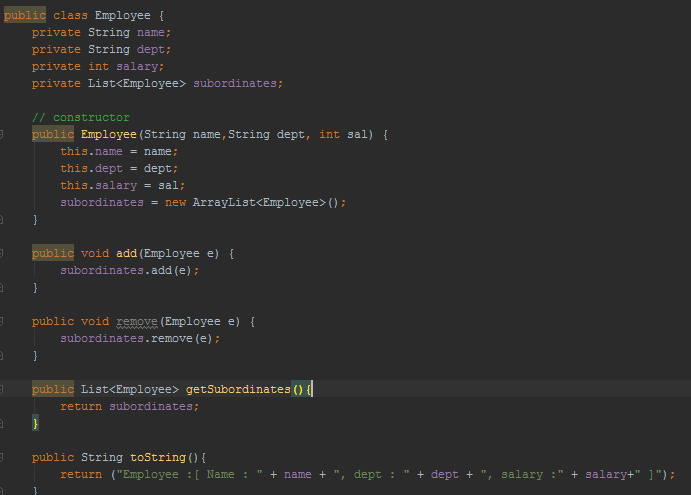 public class Employee {
    private String name;
    private String dept;
    private int salary;
    private List<Employee> subordinates;
    // constructor
    public Employee(String name,String dept, int sal) {
        this.name = name;
        this.dept = dept;
        this.salary = sal;
        subordinates = new ArrayList<Employee>();
    }
    public void add(Employee e) {
        subordinates.add(e);
    }
    public void remove(Employee e) {
        subordinates.remove(e);
    }
    public List<Employee> getSubordinates(){
        return subordinates;
    }
    public String toString(){
        return ("Employee :[ Name : " + name + ", dept : " + dept + ", salary :" + salary+" ]");
    }